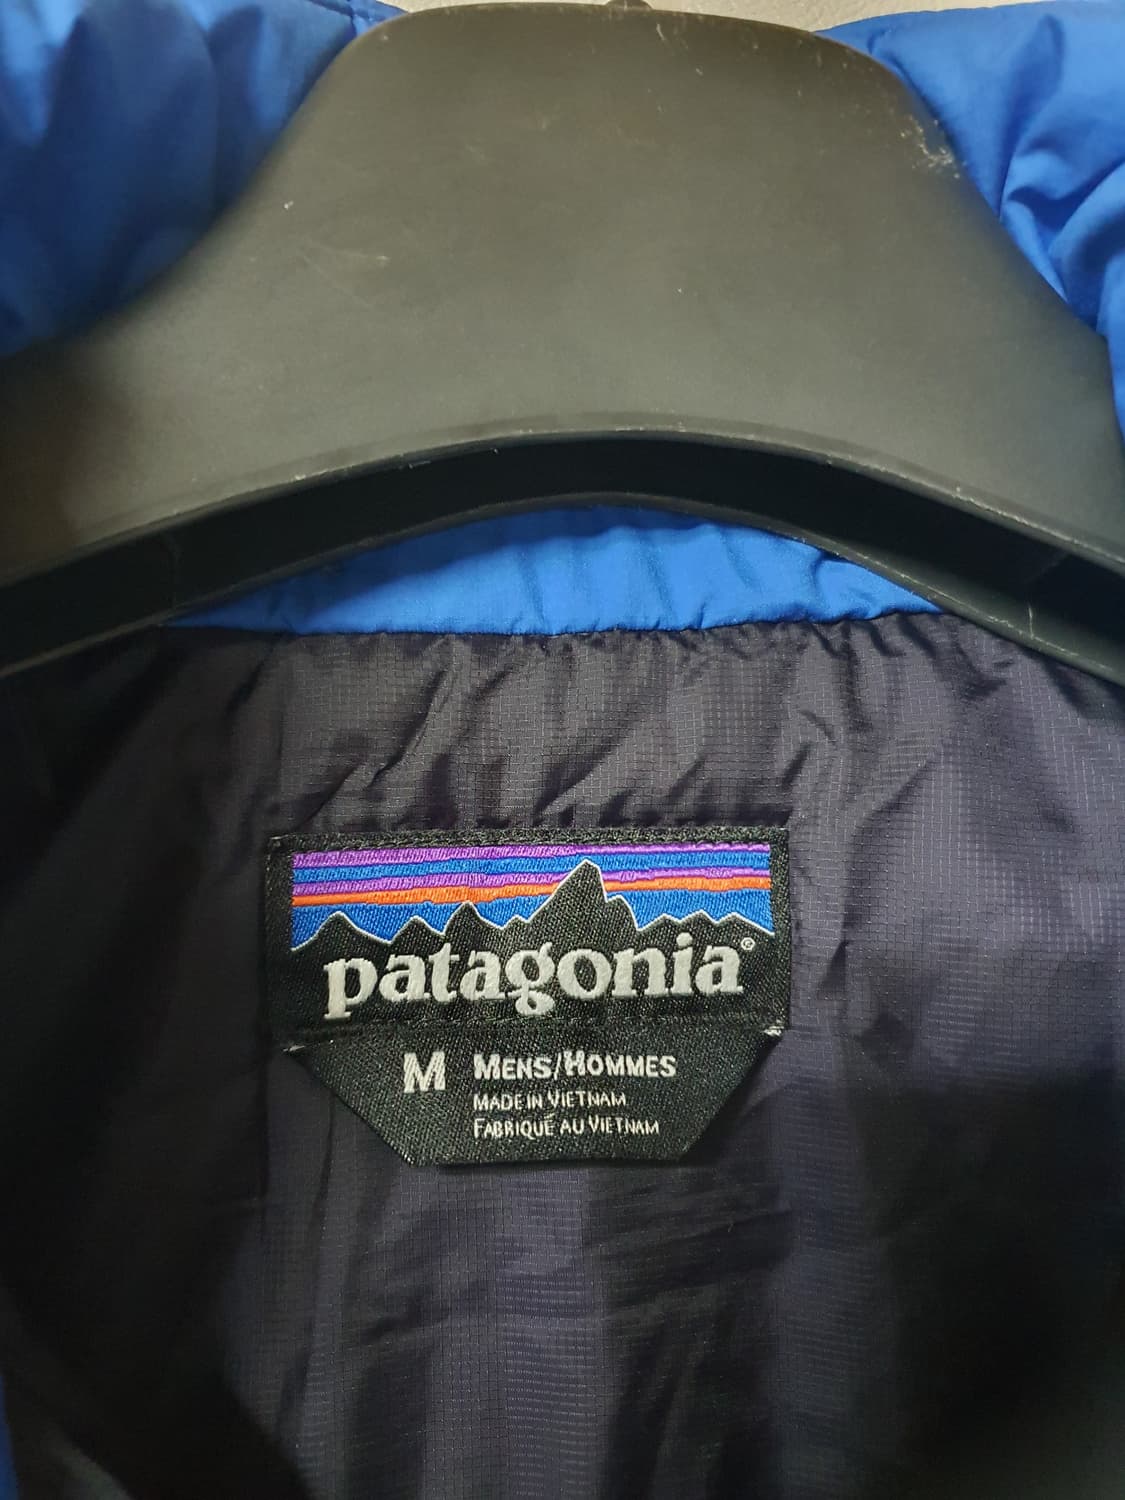 patagonia®
M MENS/HOMMES
MADE IN VIETNAM
FABRIQUÉ AU VIETNAM